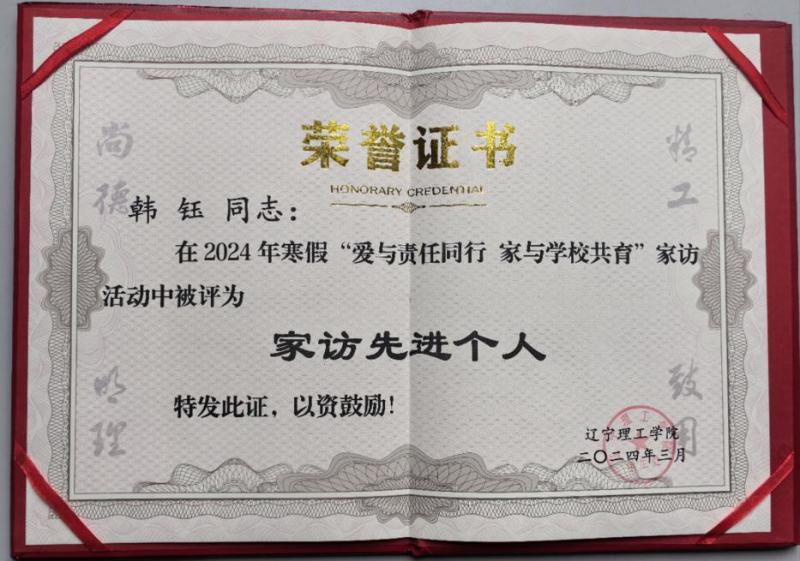 荣誉证书
HONORARY CREDENTIAL
尚德
明理
精工
致用
韩 钰 同志：
在2024年寒假“爱与责任同行 家与学校共育”家访
活动中被评为
家访先进个人
特发此证，以资鼓励！
辽宁理工学院
二〇二四年三月